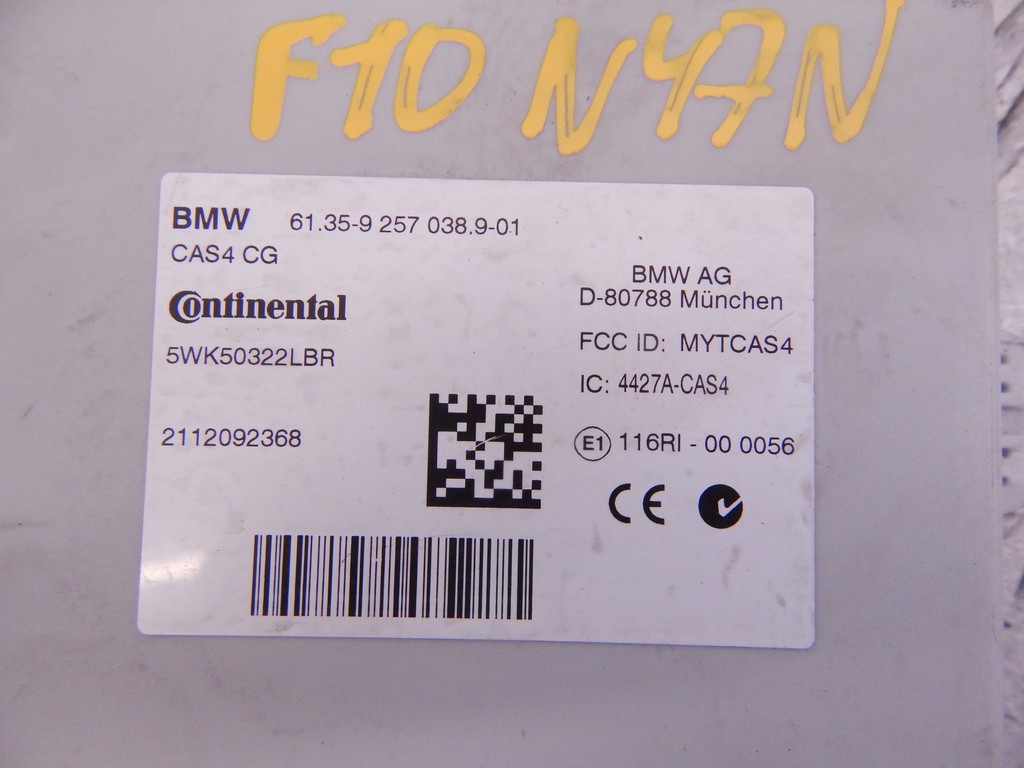 F10 N47N
BMW 61.35-9 257 038.9-01
CAS4 CG
Continental
5WK50322LBR
2112092368
BMW AG
D-80788 München
FCC ID: MYTCAS4
IC: 4427A-CAS4
E1 116RI - 00 0056
CE